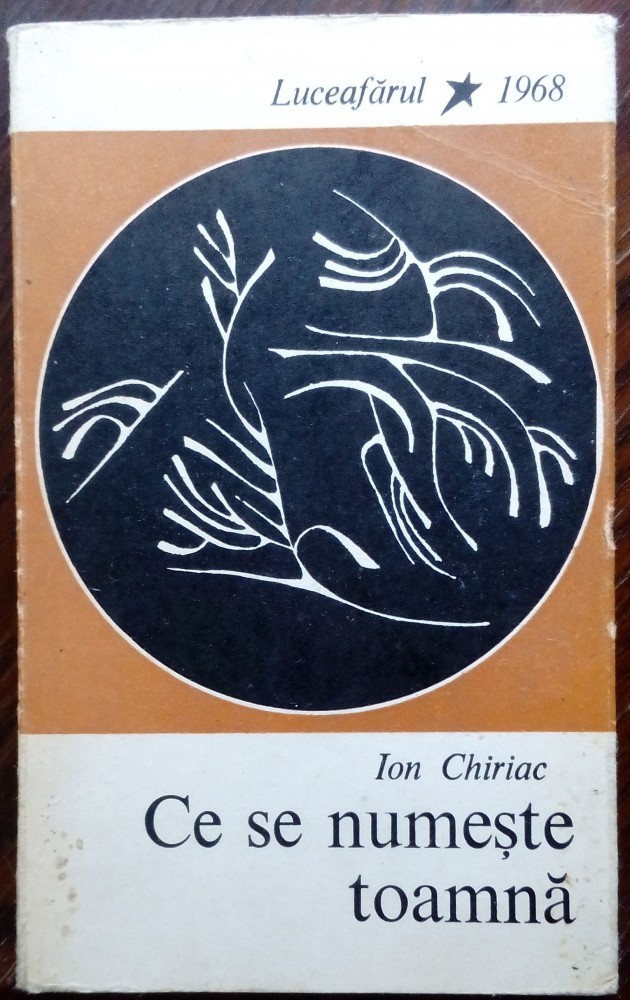 Luceafărul ★ 1968
Ion Chiriac
Ce se numește
toamnă